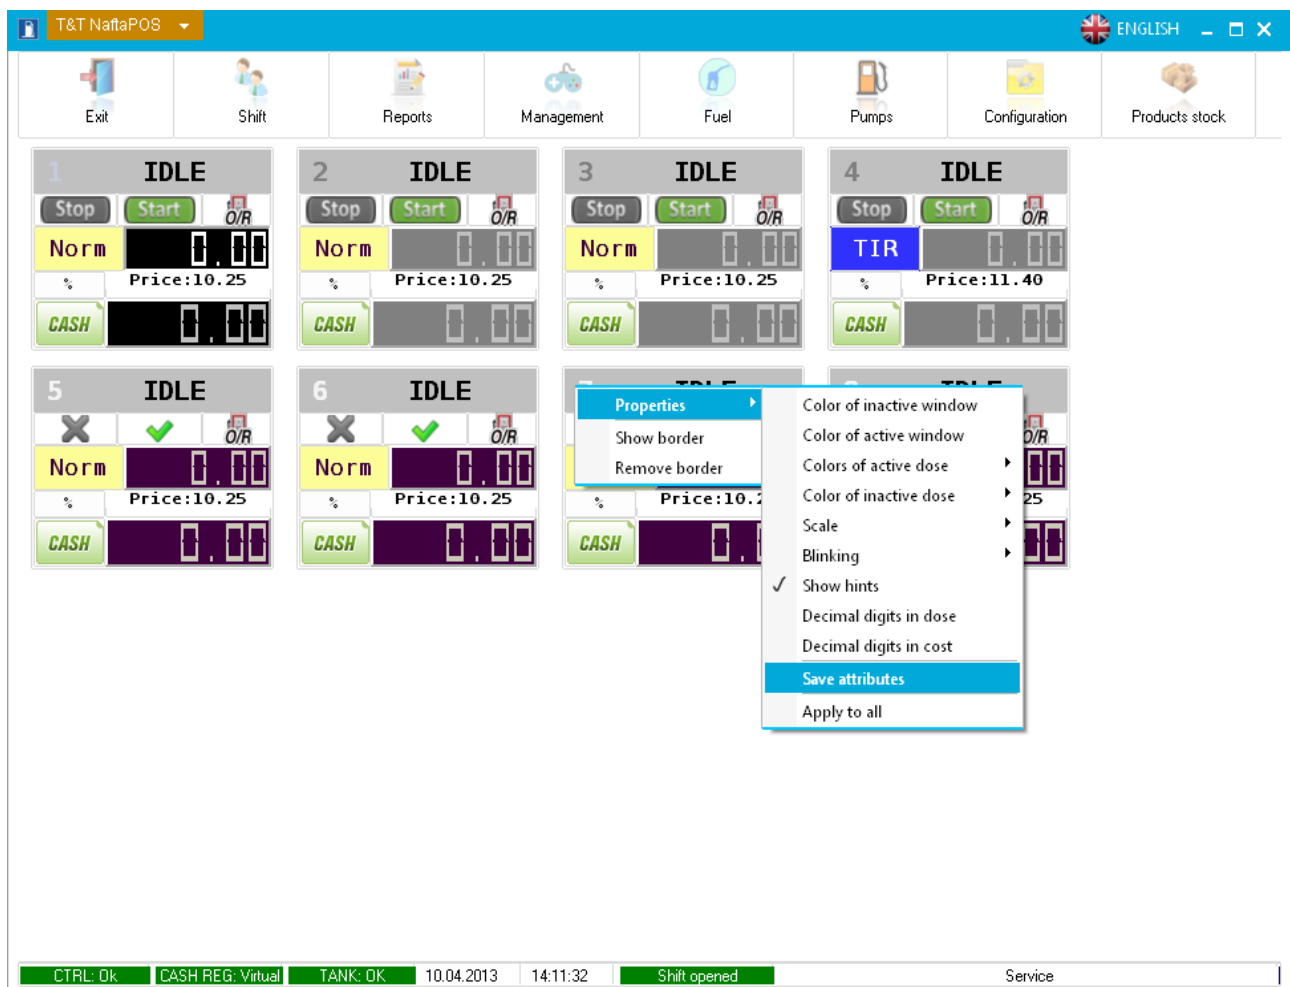 T&T NaftaPOS
ENGLISH
Exit
Shift
Reports
Management
Fuel
Pumps
Configuration
Products stock
1 IDLE
Stop Start O/R
Norm 0.00
% Price:10.25
CASH 0.00
2 IDLE
Stop Start O/R
Norm 0.00
% Price:10.25
CASH 0.00
3 IDLE
Stop Start O/R
Norm 0.00
% Price:10.25
CASH 0.00
4 IDLE
Stop Start O/R
TIR 0.00
% Price:11.40
CASH 0.00
5 IDLE
O/R
Norm 0.00
% Price:10.25
CASH 0.00
6 IDLE
O/R
Norm 0.00
% Price:10.25
CASH 0.00
% Price:10.2
CASH 0.0
O/R
25
Properties
Show border
Remove border
Color of inactive window
Color of active window
Colors of active dose
Color of inactive dose
Scale
Blinking
Show hints
Decimal digits in dose
Decimal digits in cost
Save attributes
Apply to all
CTRL: Ok
CASH REG: Virtual
TANK: OK
10.04.2013
14:11:32
Shift opened
Service